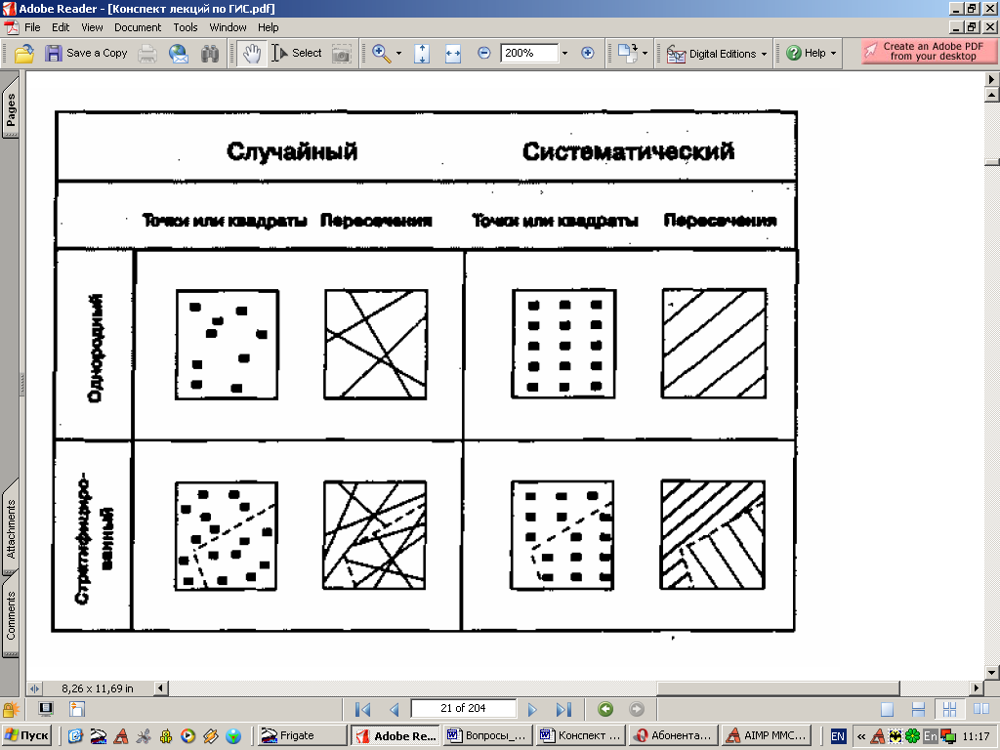 Adobe Reader - [Конспект лекций по ГИС.pdf]
File Edit View Document Tools Window Help
Save a Copy Select 200% Digital Editions Help Create an Adobe PDF
from your desktop
Pages
Attachments
Comments
Случайный Систематический
Точки или квадраты Пересечения Точки или квадраты Пересечения
Однородный
Стратифициро-
ванный
8,26 x 11,69 in
21 of 204
Пуск Frigate Adobe Re... Вопросы_... Конспект ... Абонента... AIMP MMC... EN « En 11:17